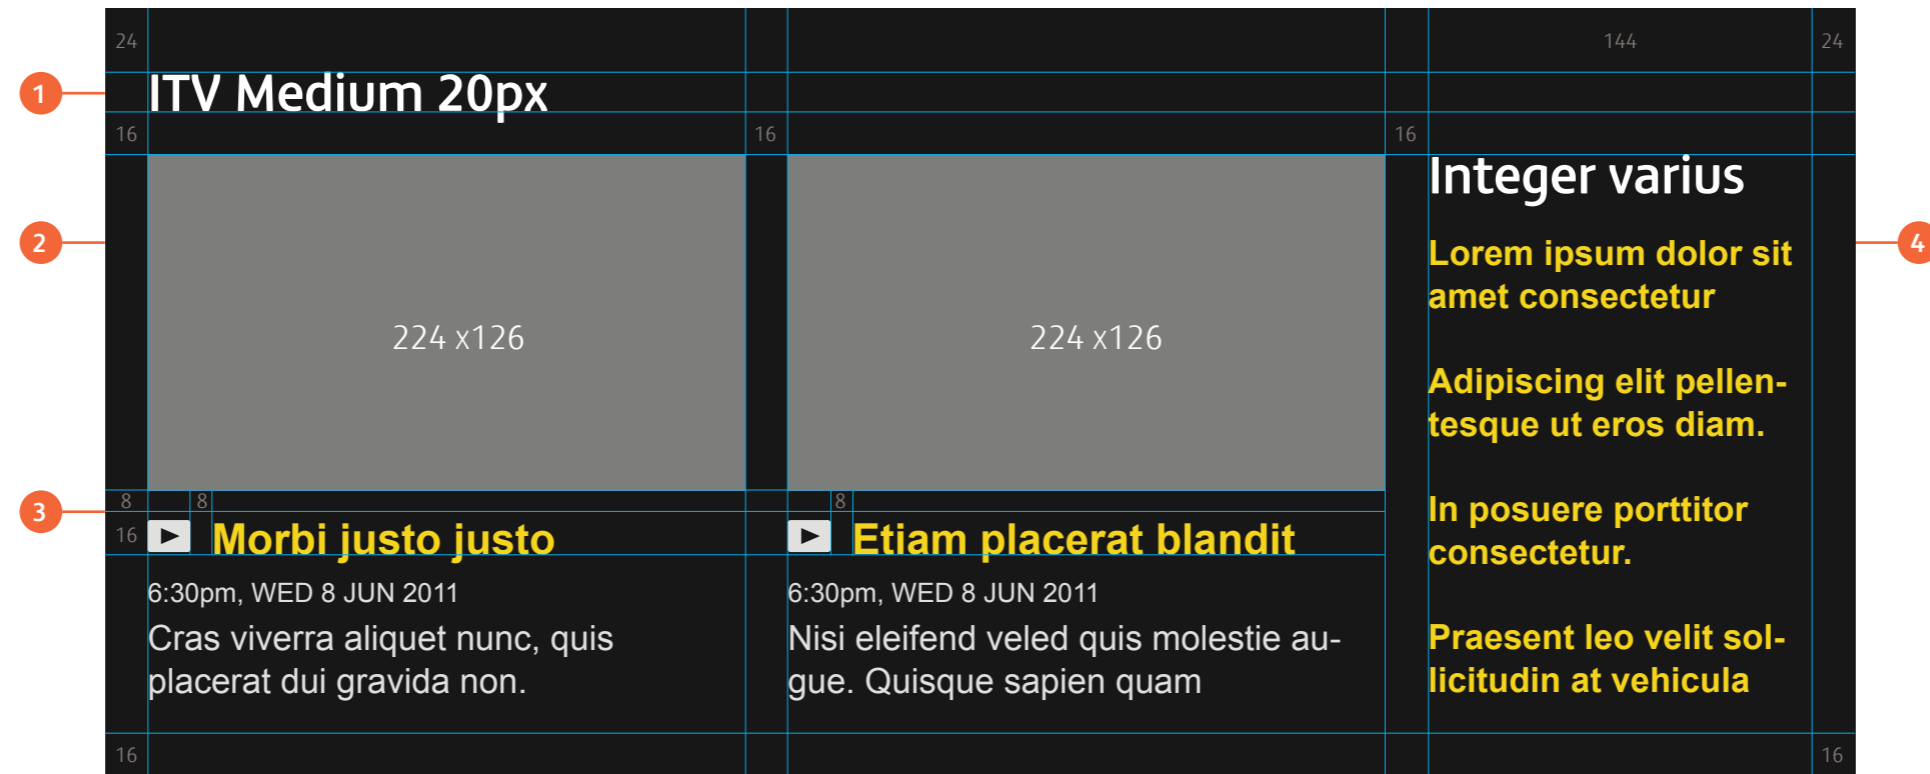 24 144 24
1 ITV Medium 20px
16 16 16
Integer varius
2 4
Lorem ipsum dolor sit
amet consectetur
224 x126 224 x126
Adipiscing elit pellen-
tesque ut eros diam.
8 8 8
3
In posuere porttitor
consectetur.
16 Morbi justo justo Etiam placerat blandit
6:30pm, WED 8 JUN 2011 6:30pm, WED 8 JUN 2011
Cras viverra aliquet nunc, quis
placerat dui gravida non.
Nisi eleifend veled quis molestie au-
gue. Quisque sapien quam
Praesent leo velit sol-
licitudin at vehicula
16 16